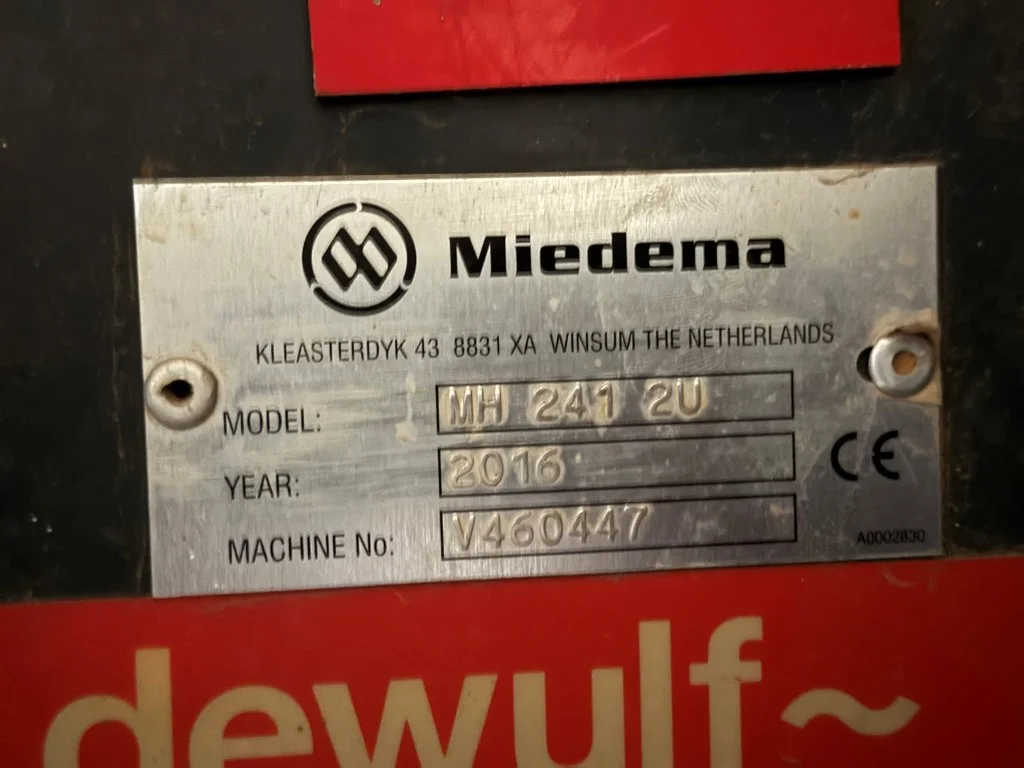 Miedema
KLEASTERDYK 43 8831 XA WINSUM THE NETHERLANDS
MODEL: MH 241 2U
YEAR: 2016
CE
MACHINE No: V460447
A0002830
dewulf~